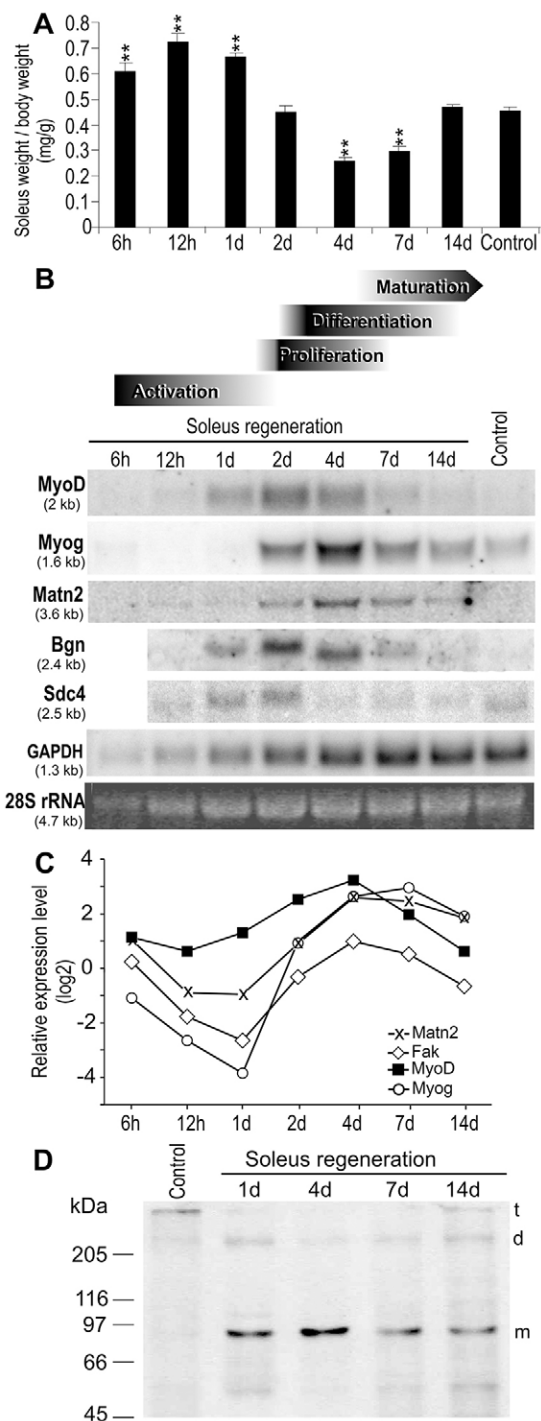 A
0.8
0.7
0.6
0.5
0.4
0.3
0.2
0.1
0
Soleus weight / body weight
(mg/g)
** ** ** ** **
6h 12h 1d 2d 4d 7d 14d Control
B
Maturation
Differentiation
Proliferation
Activation
Soleus regeneration
Control
6h 12h 1d 2d 4d 7d 14d
MyoD
(2 kb)
Myog
(1.6 kb)
Matn2
(3.6 kb)
Bgn
(2.4 kb)
Sdc4
(2.5 kb)
GAPDH
(1.3 kb)
28S rRNA
(4.7 kb)
C
4
2
0
-2
-4
Relative expression level
(log2)
Matn2
Fak
MyoD
Myog
6h 12h 1d 2d 4d 7d 14d
D
Control
Soleus regeneration
1d 4d 7d 14d
kDa
t
d
205
116
97
m
66
45